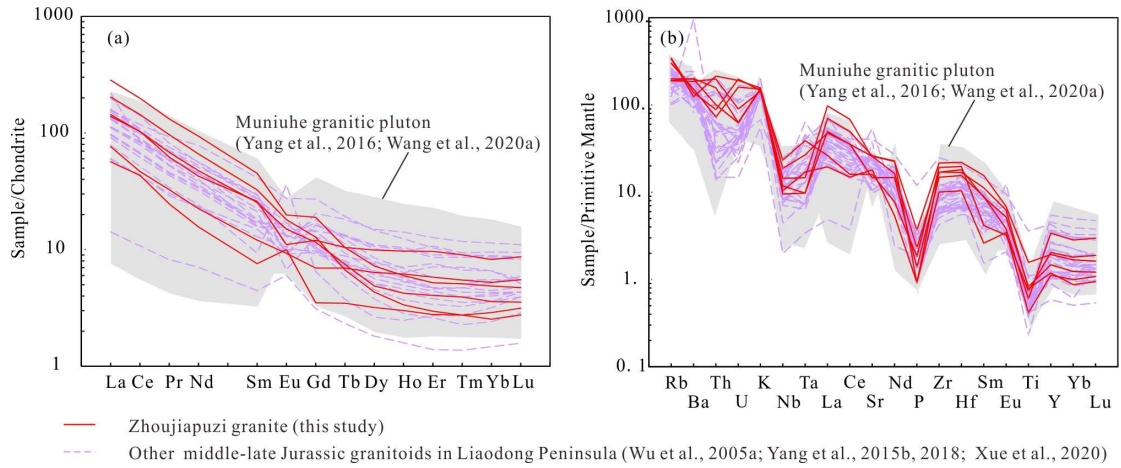 1000
(a)
Muniuhe granitic pluton
(Yang et al., 2016; Wang et al., 2020a)
100
10
1
Sample/Chondrite
La Ce Pr Nd Sm Eu Gd Tb Dy Ho Er Tm Yb Lu
1000
(b)
Muniuhe granitic pluton
(Yang et al., 2016; Wang et al., 2020a)
100.
10.
1.
0. 1
Sample/Primitive Mantle
Rb Th K Ta Ce Nd Zr Sm Ti Yb
Ba U Nb La Sr P Hf Eu Y Lu
Zhoujiapuzi granite (this study)
Other middle-late Jurassic granitoids in Liaodong Peninsula (Wu et al., 2005a; Yang et al., 2015b, 2018; Xue et al., 2020)